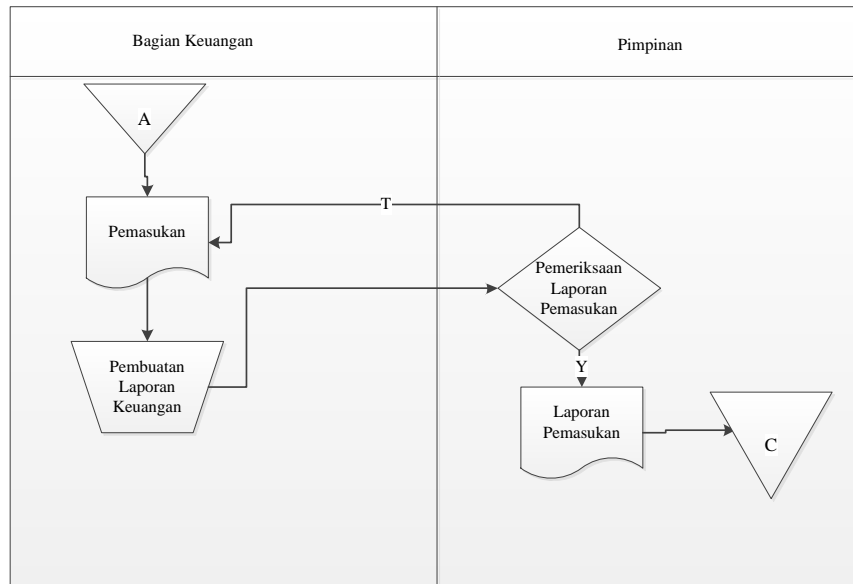 Bagian Keuangan
Pimpinan
A
T
Pemasukan
Pemeriksaan
Laporan
Pemasukan
Pembuatan
Laporan
Keuangan
Y
Laporan
Pemasukan
C